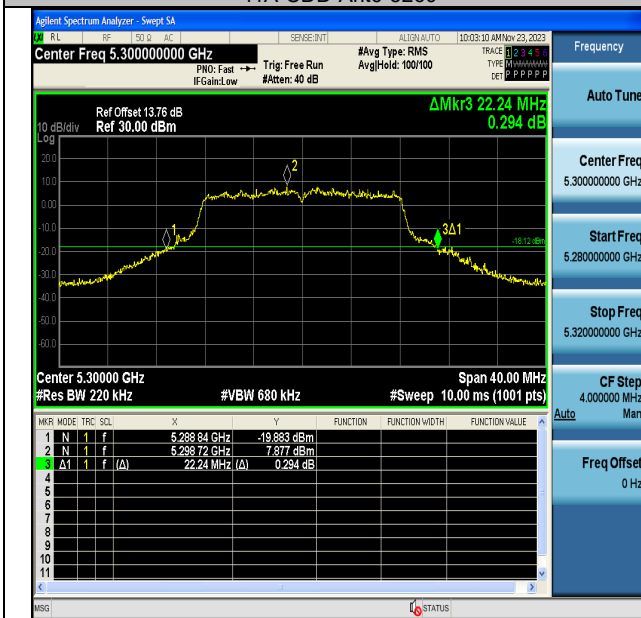 Agilent Spectrum Analyzer - Swept SA
RL RF 50 Ω AC SENSE:INT ALIGN AUTO 10:03:10 AM Nov 23, 2023
Center Freq 5.300000000 GHz #Avg Type: RMS TRACE 1 2 3 4 5 6
PNO: Fast Trig: Free Run Avg|Hold: 100/100 TYPE M
IFGain:Low #Atten: 40 dB DET P P P P P P
Ref Offset 13.76 dB ΔMkr3 22.24 MHz
10 dB/div Ref 30.00 dBm 0.294 dB
Log
20.0
10.0
0.00
-10.0
-20.0
-30.0
-40.0
-50.0
-60.0
1
2
3Δ1
-18.12 dBm
Center 5.30000 GHz Span 40.00 MHz
#Res BW 220 kHz #VBW 680 kHz #Sweep 10.00 ms (1001 pts)
MKR MODE TRC SCL X Y FUNCTION FUNCTION WIDTH FUNCTION VALUE
1 N 1 f 5.288 84 GHz -19.883 dBm
2 N 1 f 5.298 72 GHz 7.877 dBm
3 Δ1 1 f (Δ) 22.24 MHz (Δ) 0.294 dB
4
5
6
7
8
9
10
11
MSG STATUS
Frequency
Auto Tune
Center Freq
5.300000000 GHz
Start Freq
5.280000000 GHz
Stop Freq
5.320000000 GHz
CF Step
4.000000 MHz
Auto Man
Freq Offset
0 Hz